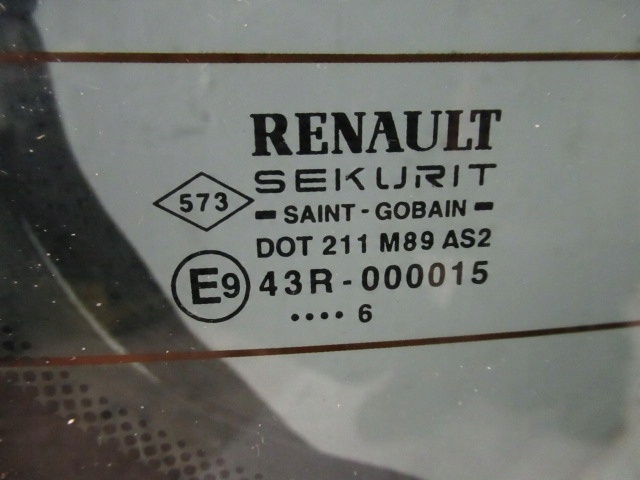 RENAULT
SEKURIT
573
- SAINT - GOBAIN -
DOT 211 M89 AS2
E9 43R - 000015
•••• 6